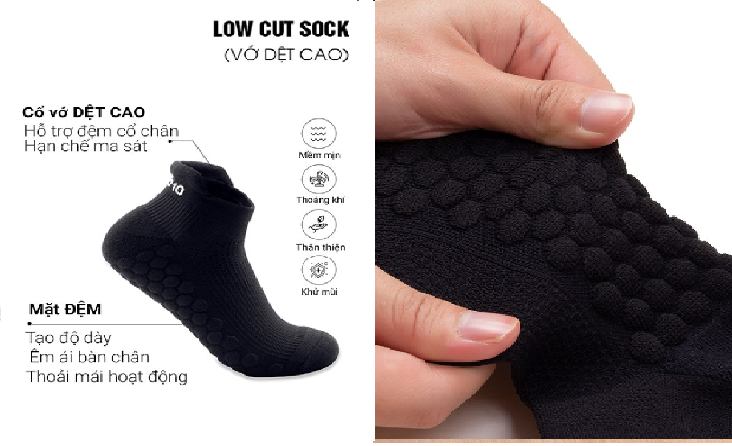 LOW CUT SOCK
(VỚ DỆT CAO)
Cổ vớ DỆT CAO
Hỗ trợ đệm cổ chân
Hạn chế ma sát
Mềm mịn
Thoáng khí
Thân thiện
Khử mùi
Mặt ĐỆM
Tạo độ dày
Êm ái bàn chân
Thoải mái hoạt động